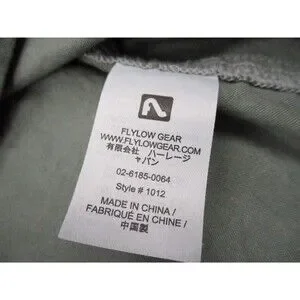 FLYLOW GEAR
WWW.FLYLOWGEAR.COM
有限会社 ハーレージ
ャパン
02-6185-0064
Style # 1012
MADE IN CHINA /
FABRIQUÉ EN CHINE /
中国製